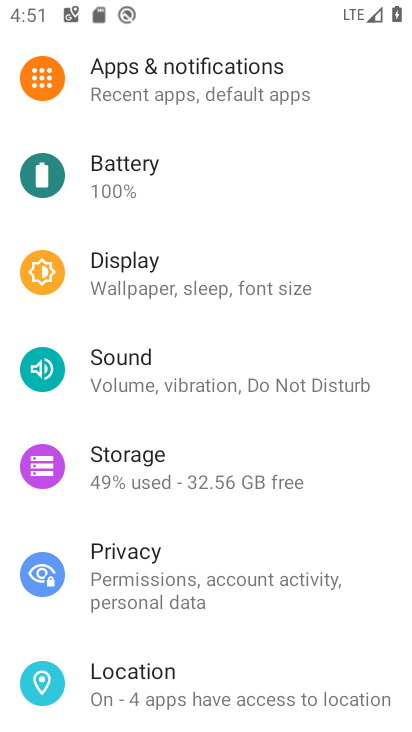 4:51
LTE
Apps & notifications
Recent apps, default apps
Battery
100%
Display
Wallpaper, sleep, font size
Sound
Volume, vibration, Do Not Disturb
Storage
49% used - 32.56 GB free
Privacy
Permissions, account activity,
personal data
Location
On - 4 apps have access to location